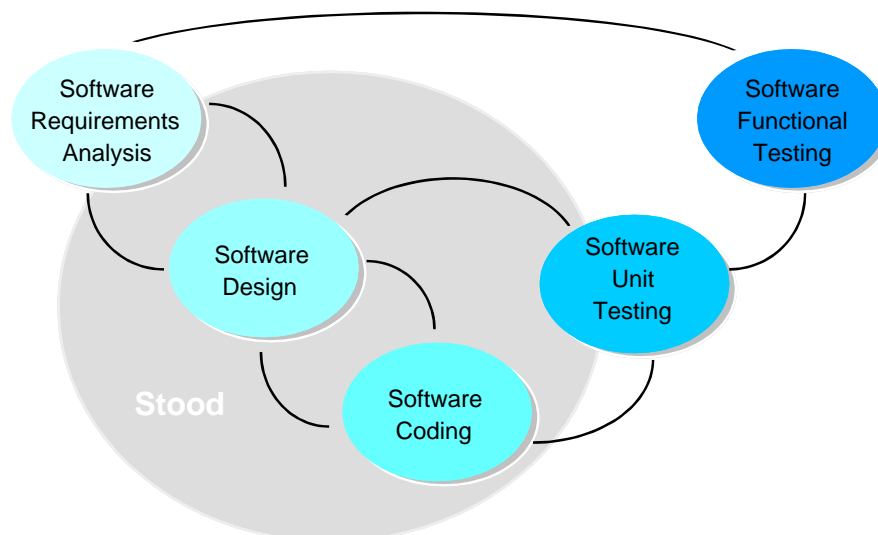 Software
Requirements
Analysis
Software
Functional
Testing
Software
Design
Software
Unit
Testing
Stood
Software
Coding